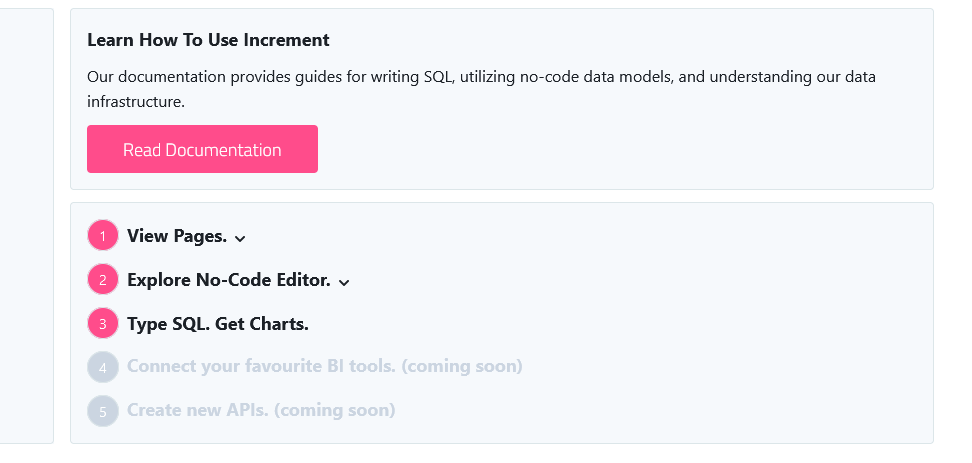 Learn How To Use Increment
Our documentation provides guides for writing SQL, utilizing no-code data models, and understanding our data
infrastructure.
Read Documentation
1 View Pages.
2 Explore No-Code Editor.
3 Type SQL. Get Charts.
4 Connect your favourite BI tools. (coming soon)
5 Create new APIs. (coming soon)